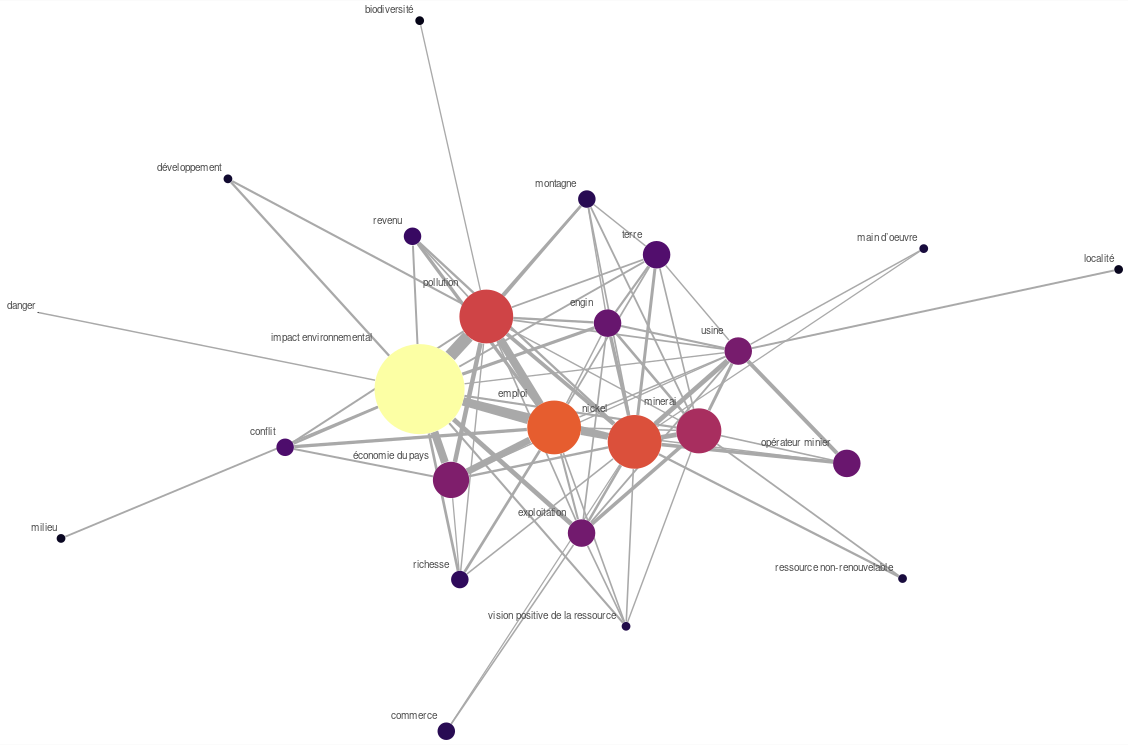 biodiversité
développement
montagne
revenu
terre
main d'oeuvre
localité
pollution
danger
engin
impact environnemental
usine
emploi
nickel
minerai
conflit
opérateur minier
économie du pays
exploitation
milieu
richesse
ressource non-renouvelable
vision positive de la ressource
commerce